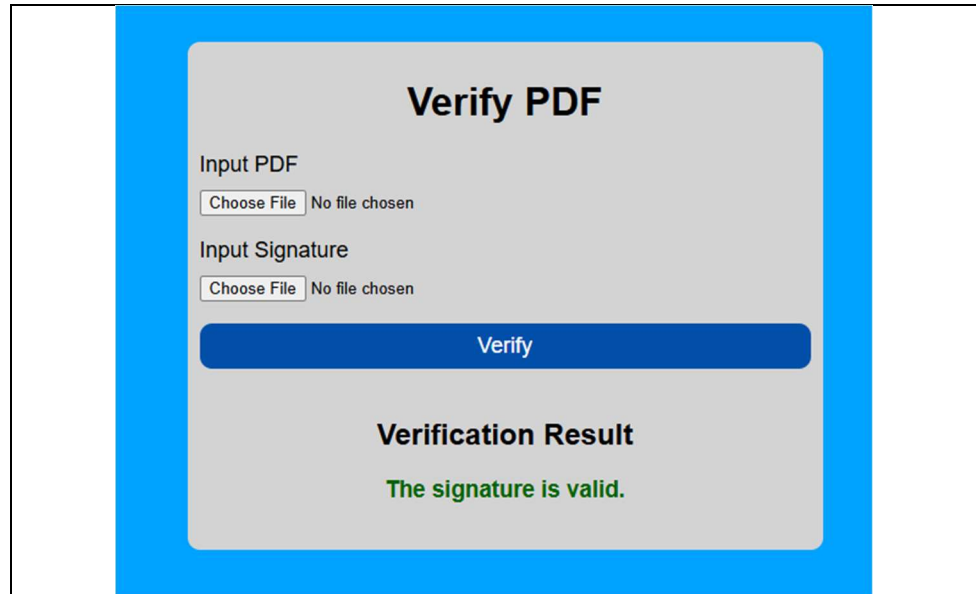 Verify PDF
Input PDF
Choose File No file chosen
Input Signature
Choose File No file chosen
Verify
Verification Result
The signature is valid.